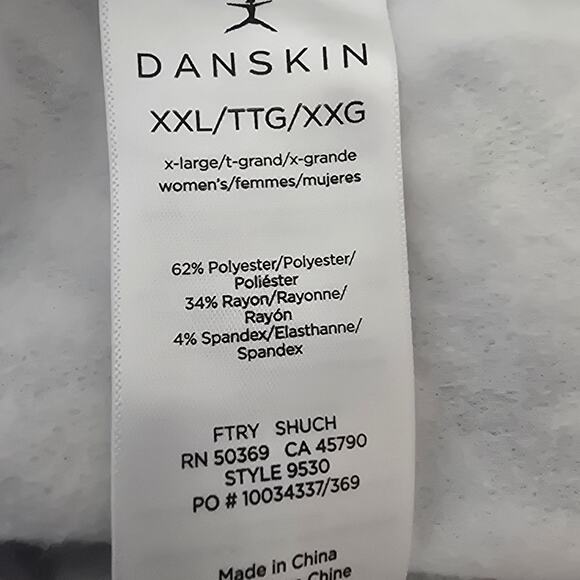 DANSKIN
XXL/TTG/XXG
x-large/t-grand/x-grande
women's/femmes/mujeres
62% Polyester/Polyester/
Poliéster
34% Rayon/Rayonne/
Rayón
4% Spandex/Elasthanne/
Spandex
FTRY SHUCH
RN 50369 CA 45790
STYLE 9530
PO # 10034337/369
Made in China
Chine